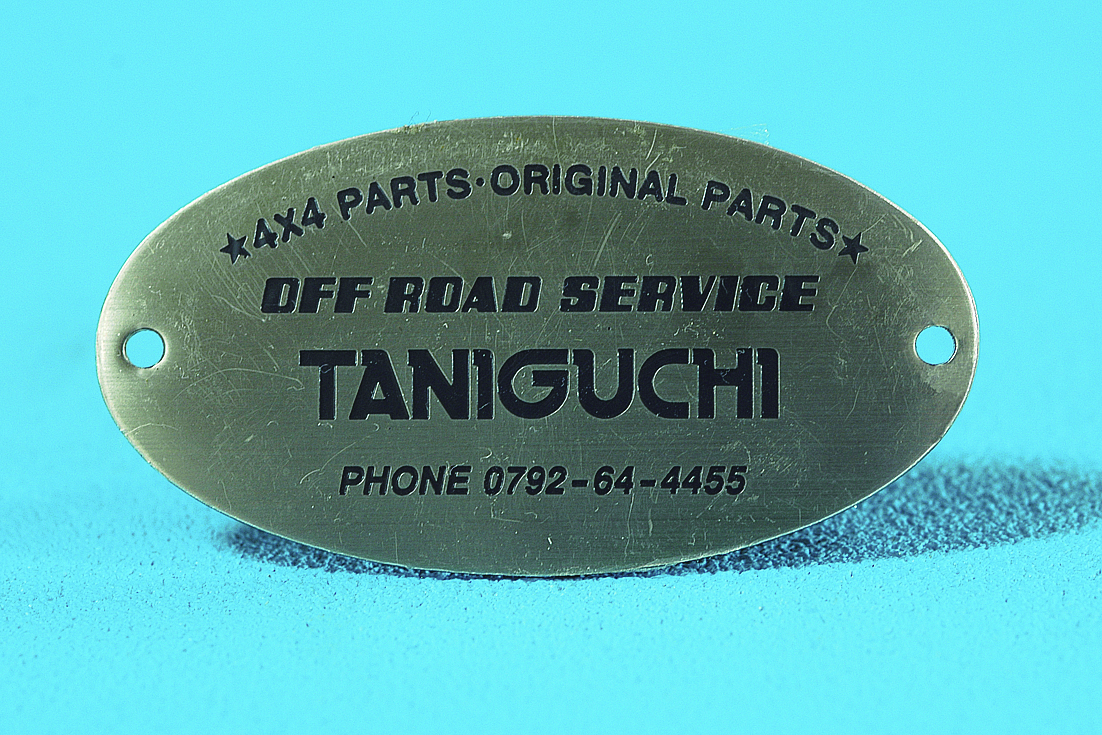 ★4X4 PARTS·ORIGINAL PARTS★
OFF ROAD SERVICE
TANIGUCHI
PHONE 0792-64-4455